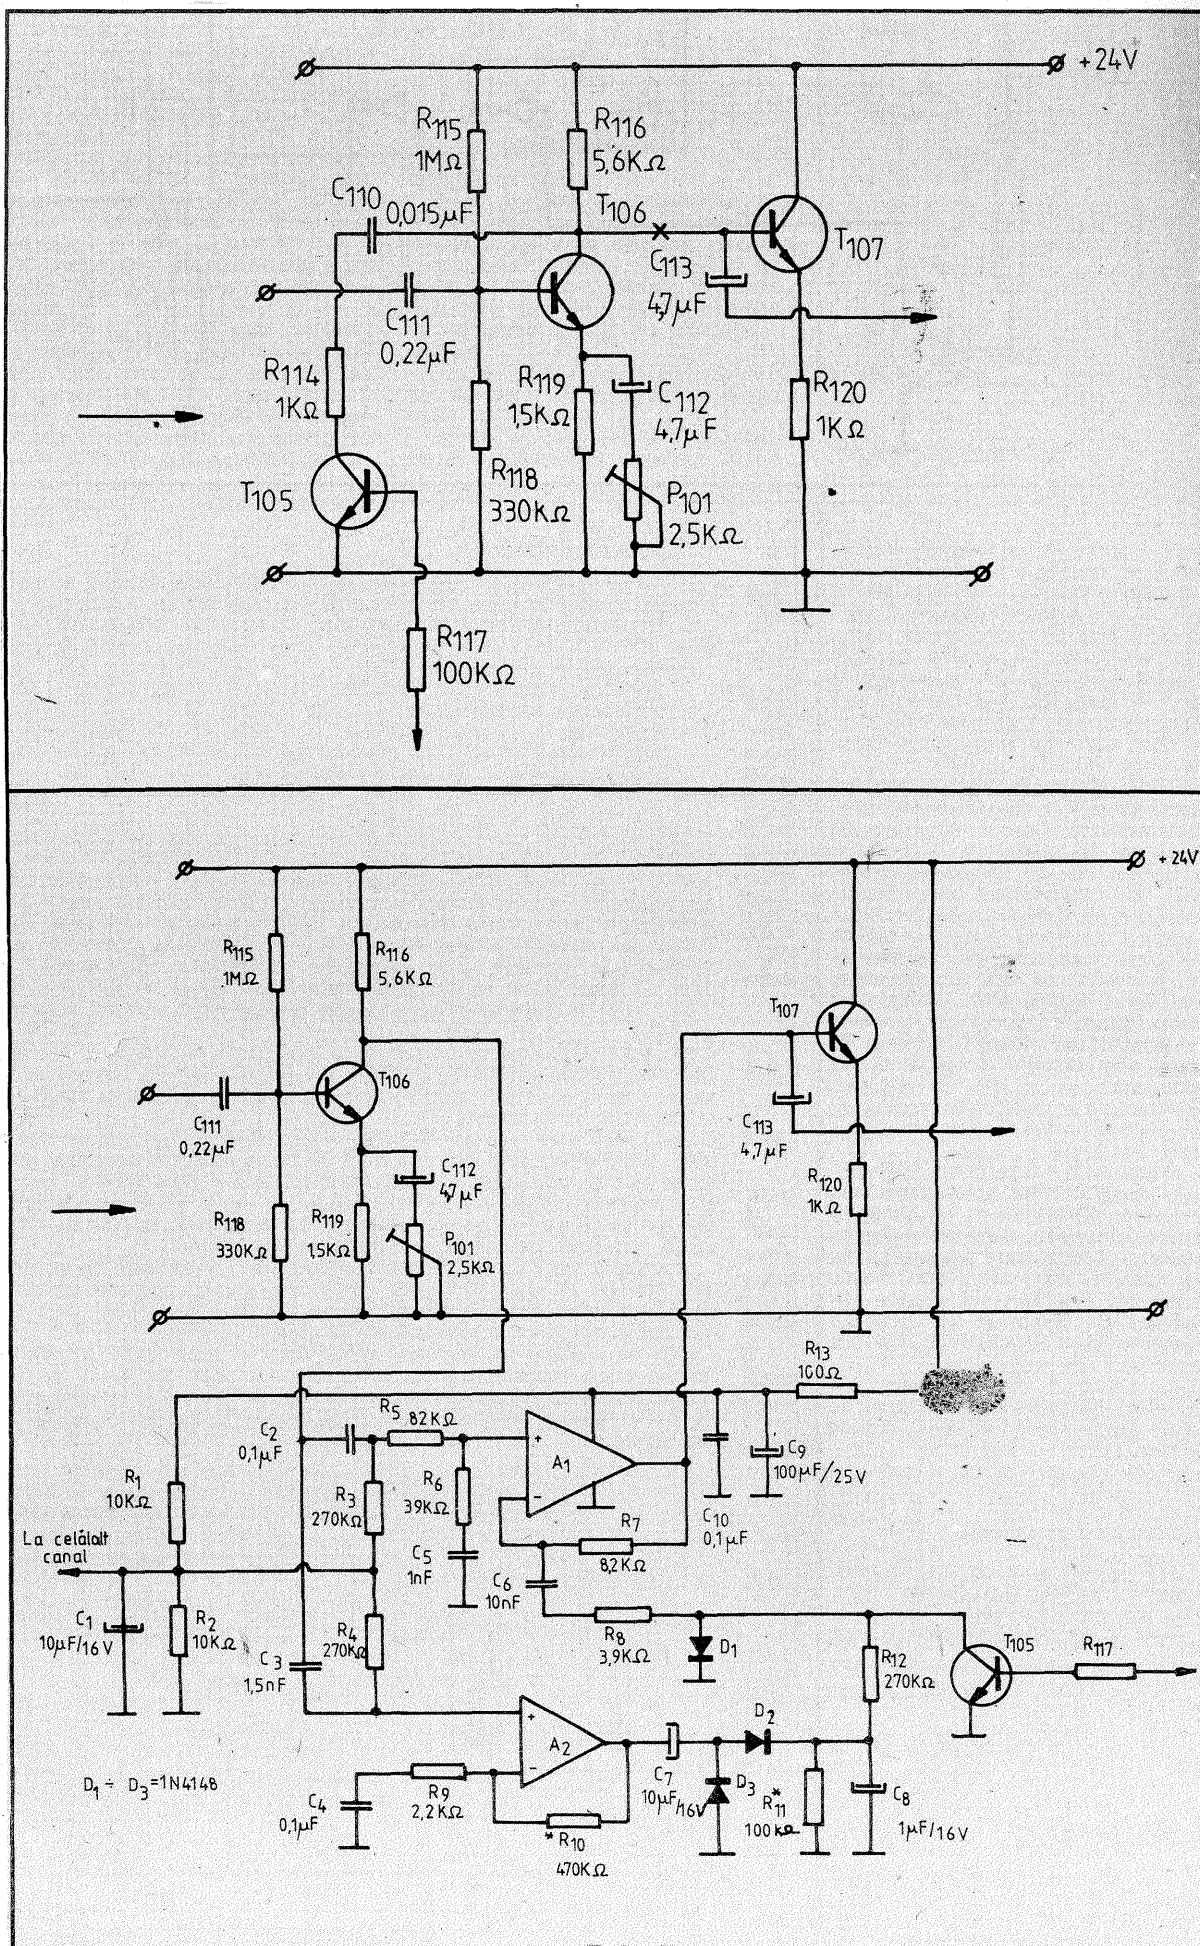 +24V
R115
1MΩ
R116
5,6KΩ
C110
0,015μF
T106
T107
C113
4,7μF
C111
0,22μF
R114
1KΩ
R119
1,5KΩ
C112
4,7μF
R120
1KΩ
T105
R118
330KΩ
P101
2,5KΩ
R117
100KΩ
+24V
R115
1MΩ
R116
5,6KΩ
T107
T106
C111
0,22μF
C113
4,7μF
C112
4,7μF
R120
1KΩ
R118
330KΩ
R119
1,5KΩ
P101
2,5KΩ
R13
100Ω
R5 82KΩ
C2
0,1μF
+
A1
-
C9
100μF/25V
R1
10KΩ
R6
39KΩ
R3
270KΩ
C10
0,1μF
R7
8,2KΩ
La celălalt
canal
C5
1nF
C6
10nF
C1
10μF/16V
R2
10KΩ
R4
270KΩ
R8
3,9KΩ
D1
T105
R117
R12
270KΩ
C3
1,5nF
+
A2
-
D2
D1 ÷ D3=1N4148
C7
10μF/16V
D3
R11*
100kΩ
C8
1μF/16V
R9
2,2KΩ
C4
0,1μF
*R10
470KΩ